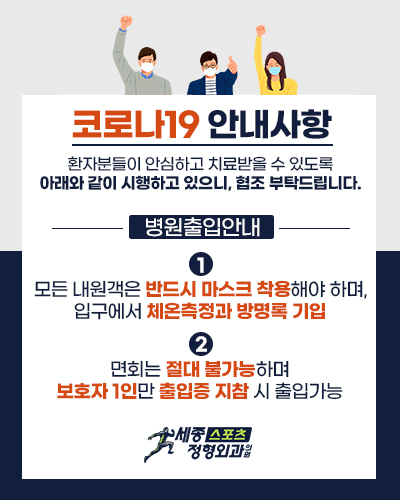 코로나19 안내사항
환자분들이 안심하고 치료받을 수 있도록
아래와 같이 시행하고 있으니, 협조 부탁드립니다.
병원출입안내
1
모든 내원객은 반드시 마스크 착용해야 하며,
입구에서 체온측정과 방명록 기입
2
면회는 절대 불가능하며
보호자 1인만 출입증 지참 시 출입가능
세종스포츠
정형외과의원